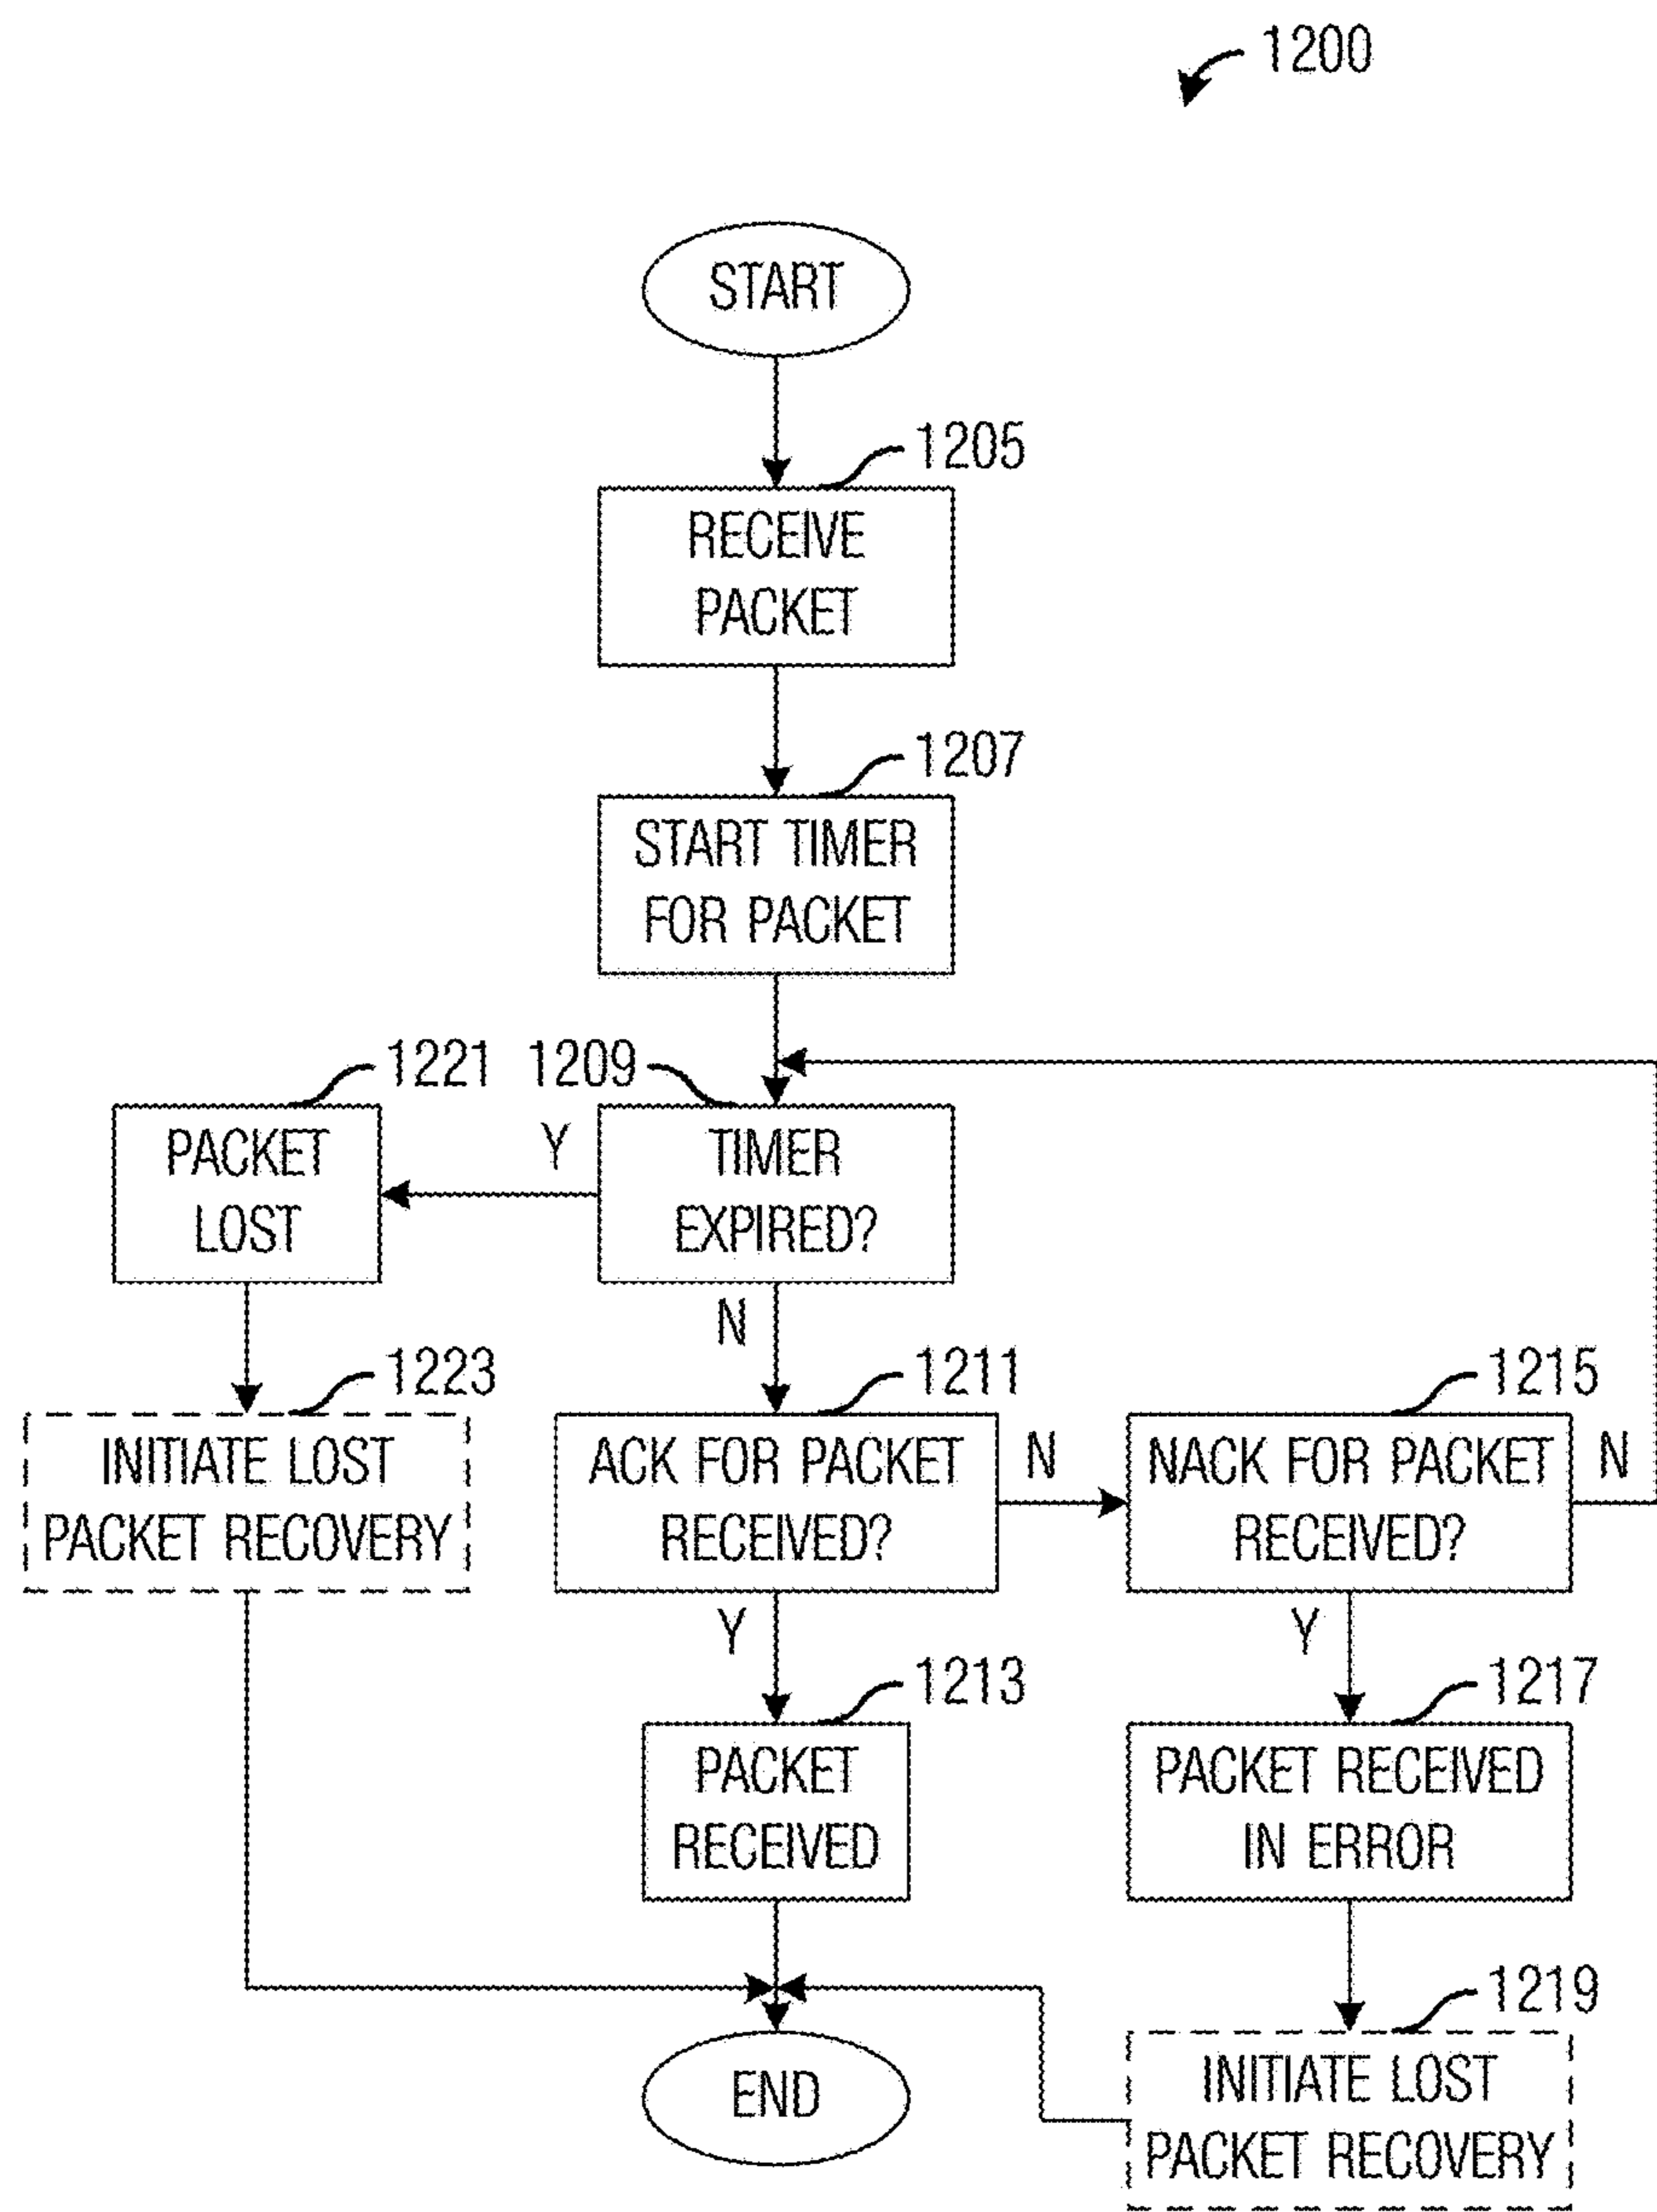 1200
START
1205
RECEIVE
PACKET
1207
START TIMER
FOR PACKET
1221
1209
PACKET
LOST
Y
TIMER
EXPIRED?
N
1223
1211
1215
INITIATE LOST
PACKET RECOVERY
ACK FOR PACKET
RECEIVED?
N
NACK FOR PACKET
RECEIVED?
N
Y
Y
1213
1217
PACKET
RECEIVED
PACKET RECEIVED
IN ERROR
1219
END
INITIATE LOST
PACKET RECOVERY